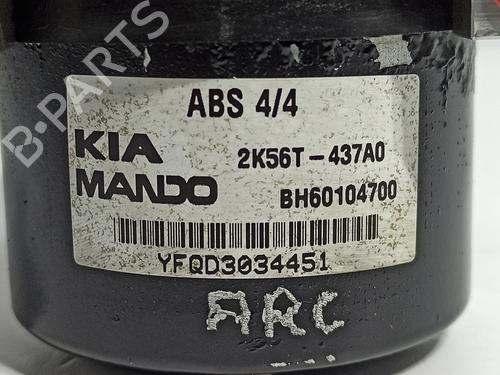 B-PARTS
ABS 4/4
KIA 2K56T-437A0
MANDO BH60104700
YFQD3034451
ARC